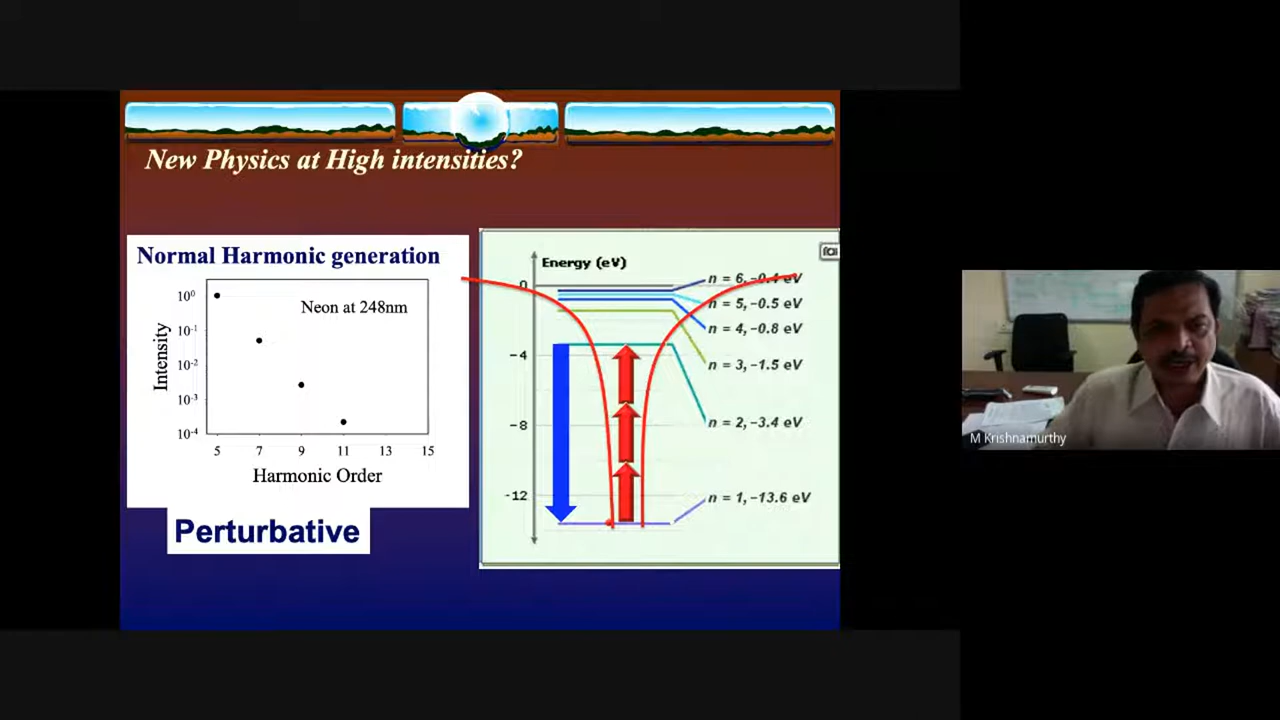 New Physics at High intensities?
Normal Harmonic generation
Neon at 248nm
Intensity
10⁰
10⁻¹
10⁻²
10⁻³
10⁻⁴
5 7 9 11 13 15
Harmonic Order
Perturbative
Energy (eV)
0
-4
-8
-12
n = 6, -0.4 eV
n = 5, -0.5 eV
n = 4, -0.8 eV
n = 3, -1.5 eV
n = 2, -3.4 eV
n = 1, -13.6 eV
M Krishnamurthy